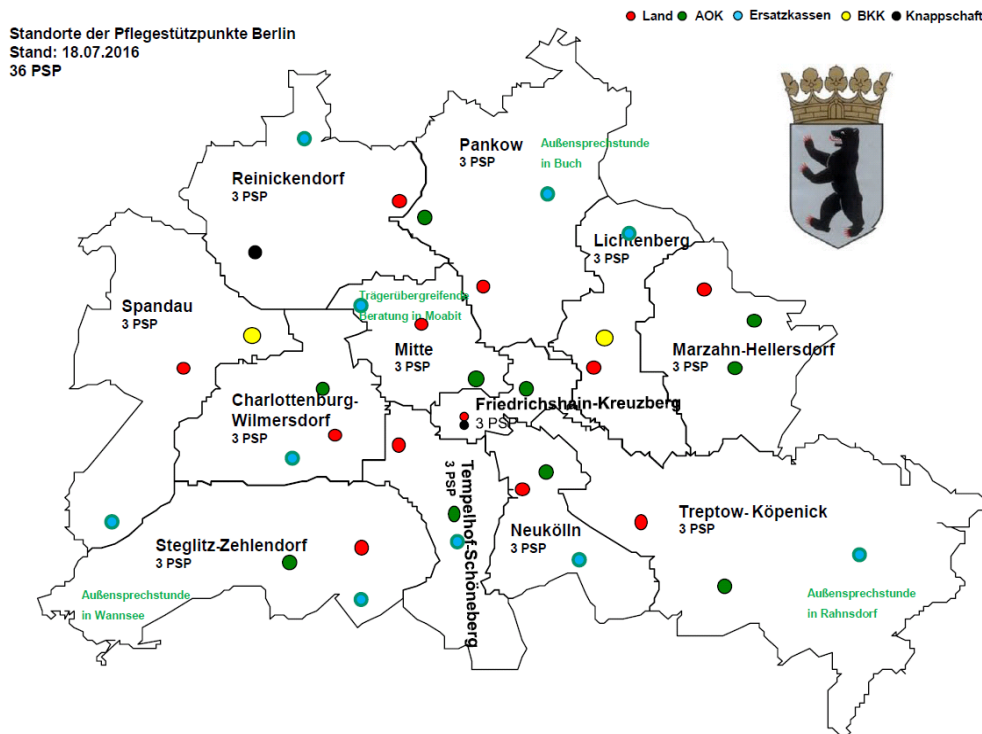 Land AOK Ersatzkassen BKK Knappschaft
Standorte der Pflegestützpunkte Berlin
Stand: 18.07.2016
36 PSP
Pankow
3 PSP
Außensprechstunde
in Buch
Reinickendorf
3 PSP
Lichtenberg
3 PSP
Spandau
3 PSP
Trägerübergreifende
Beratung in Moabit
Mitte
3 PSP
Marzahn-Hellersdorf
3 PSP
Charlottenburg-
Wilmersdorf
3 PSP
Friedrichshain-Kreuzberg
3 PSP
Tempelhof-Schöneberg
3 PSP
Neukölln
3 PSP
Treptow-Köpenick
3 PSP
Steglitz-Zehlendorf
3 PSP
Außensprechstunde
in Wannsee
Außensprechstunde
in Rahnsdorf